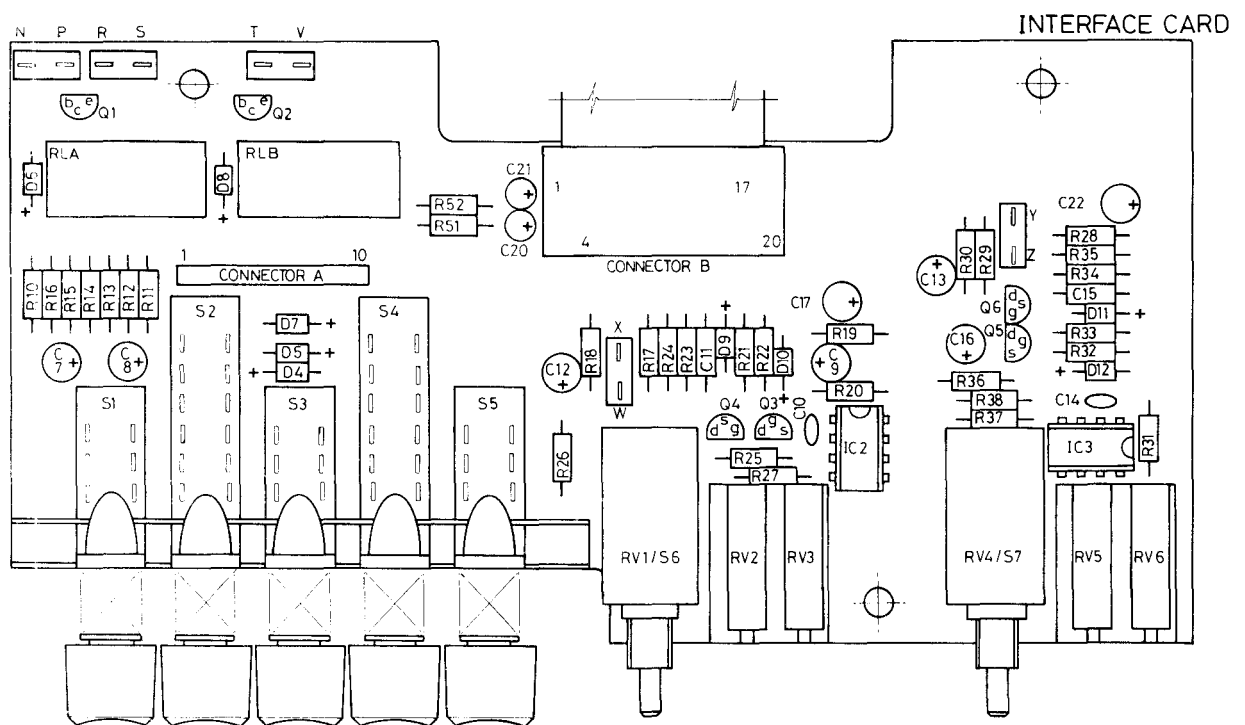 INTERFACE CARD
N P R S T V
b c e Q1
b c e Q2
RLA
RLB
D6
+
D8
+
C21
+
R52
R51
+
C20
1 17
4 20
CONNECTOR B
C22
+
Y
Z
R30
R29
R28
R35
R34
C15
D11 +
R33
R32
+ D12
C13
+
Q6 d s g
Q5 d g s
C16 +
1 10
CONNECTOR A
R10
R16
R15
R14
R13
R12
R11
C7 +
C8 +
S2
S4
D7 +
D5 +
+ D4
S1
S3
S5
R18
X
W
C12
+
R17
R24
R23
C11
D9
+
R21
R22
D10
+
C17
+
R19
+
C9
R20
R36
R38
R37
C14
Q4
d s g
Q3
d g s
C10
IC2
IC3
R31
R26
R25
R27
RV1/S6
RV2
RV3
RV4/S7
RV5
RV6